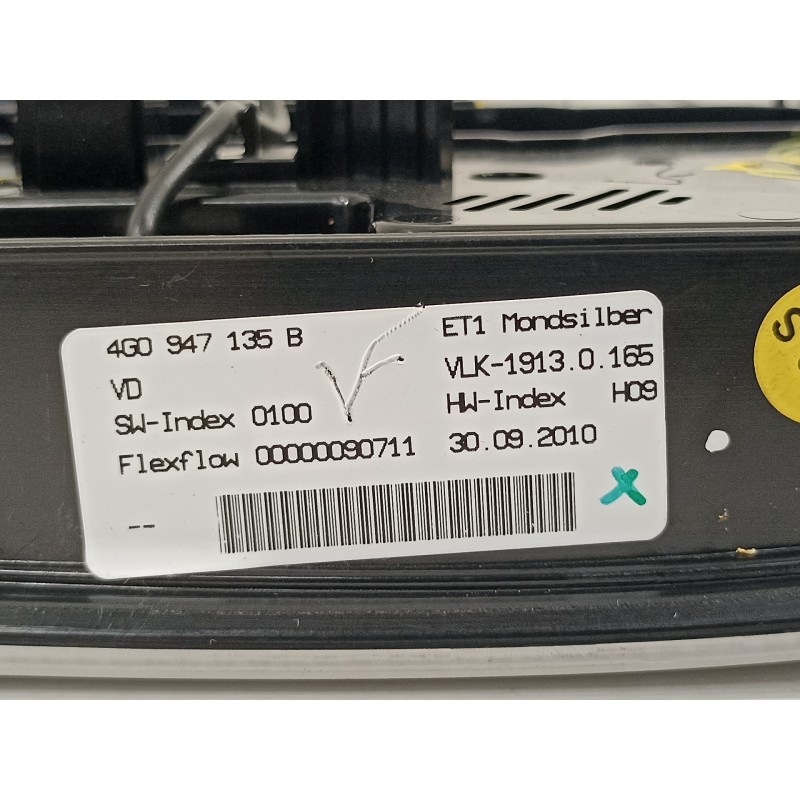 4G0 947 135 B
ET1 Mondsilber
VD
VLK-1913.0.165
SW-Index 0100
HW-Index H09
Flexflow 00000090711
30.09.2010
--